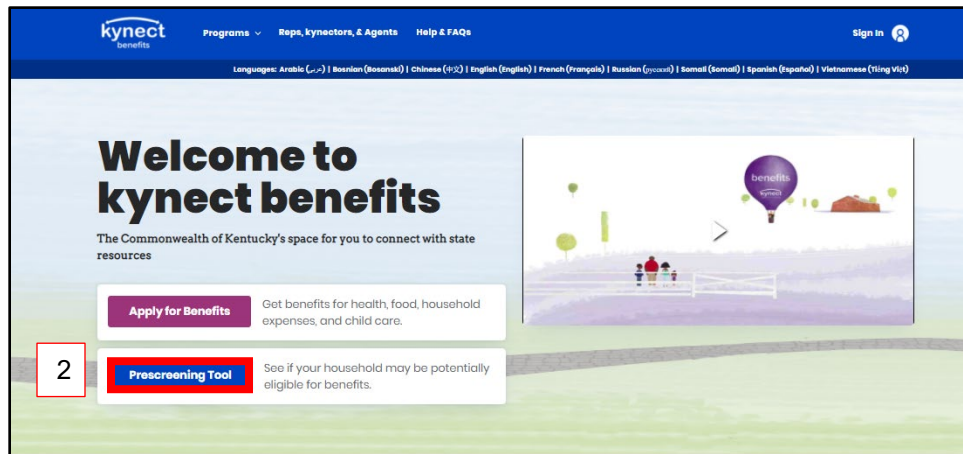 kynect
benefits
Programs
Reps, kynectors, & Agents
Help & FAQs
Sign In
Languages: Arabic (عربي) | Bosnian (Bosanski) | Chinese (中文) | English (English) | French (Français) | Russian (русский) | Somali (Somali) | Spanish (Español) | Vietnamese (Tiếng Việt)
Welcome to
kynect benefits
The Commonwealth of Kentucky's space for you to connect with state
resources
Apply for Benefits
Get benefits for health, food, household
expenses, and child care.
2
Prescreening Tool
See if your household may be potentially
eligible for benefits.
benefits
kynect